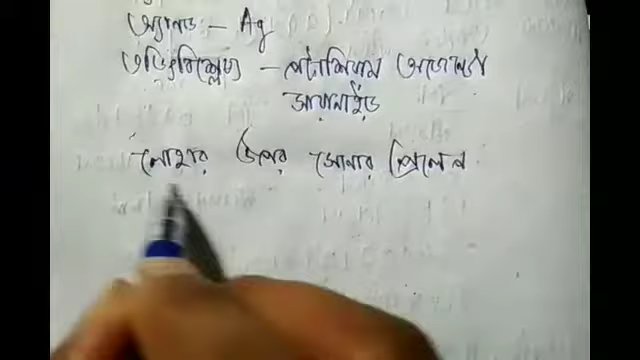 অ্যানোড - Ag
তড়িৎবিশ্লেষ্য - পটাশিয়াম আর্জেন্টো
সায়ানাইড
লোহার উপর সোনার প্রলেপ